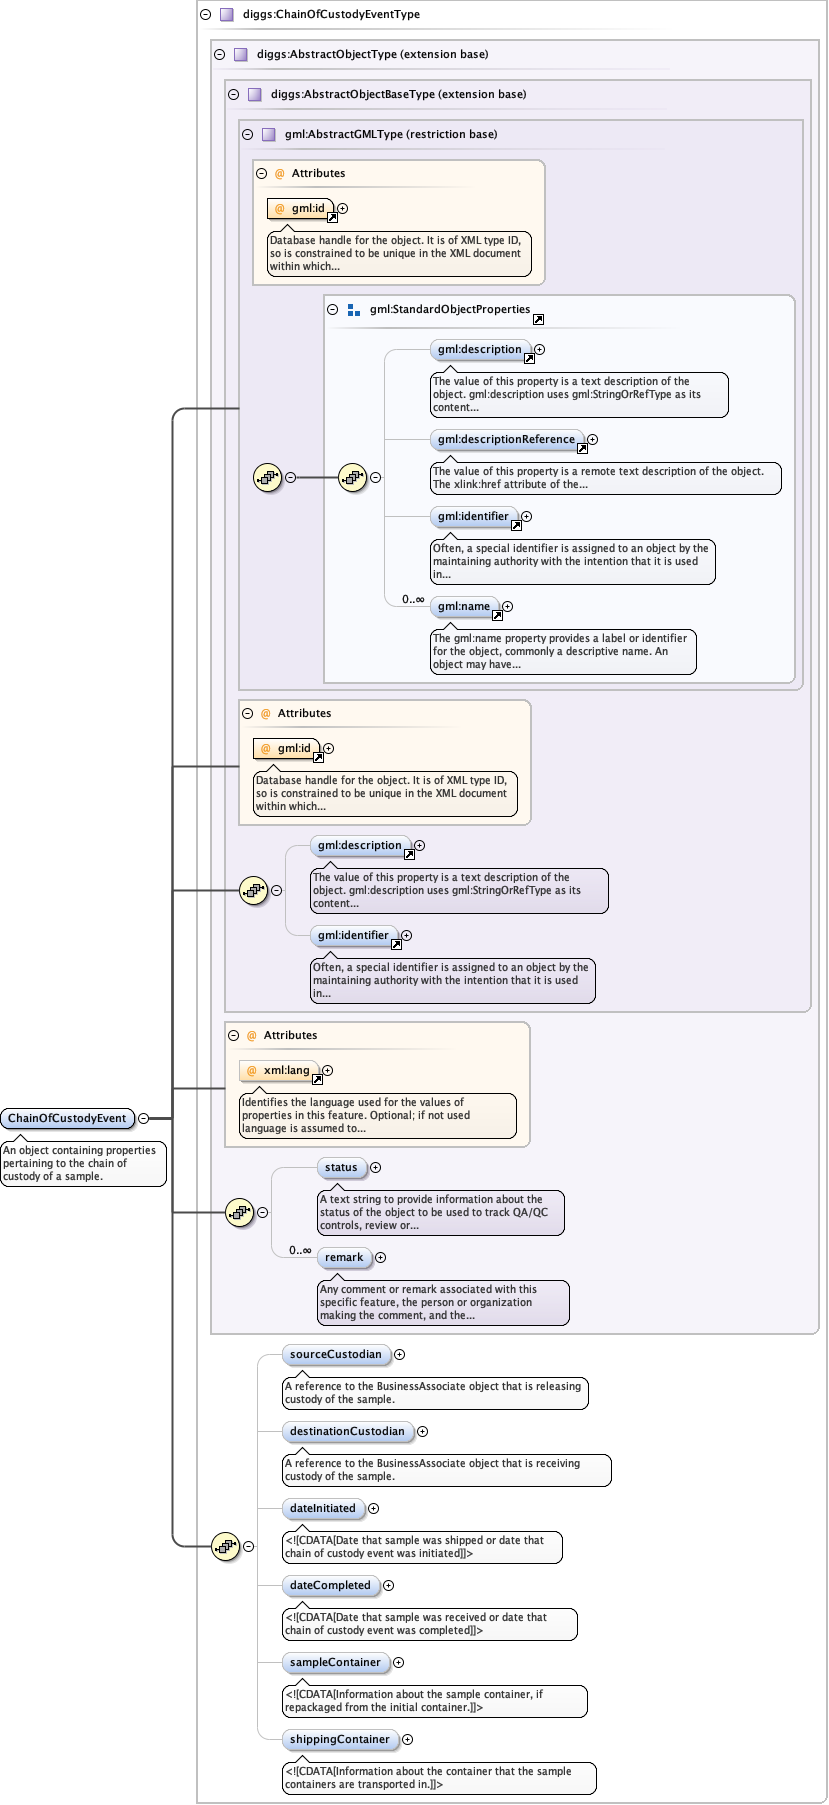 diggs:ChainOfCustodyEventType
diggs:AbstractObjectType (extension base)
diggs:AbstractObjectBaseType (extension base)
gml:AbstractGMLType (restriction base)
@ Attributes
@ gml:id
Database handle for the object. It is of XML type ID,
so is constrained to be unique in the XML document
within which...
gml:StandardObjectProperties
gml:description
The value of this property is a text description of the
object. gml:description uses gml:StringOrRefType as its
content...
gml:descriptionReference
The value of this property is a remote text description of the object.
The xlink:href attribute of the...
gml:identifier
Often, a special identifier is assigned to an object by the
maintaining authority with the intention that it is used
in...
0..∞
gml:name
The gml:name property provides a label or identifier
for the object, commonly a descriptive name. An
object may have...
@ Attributes
@ gml:id
Database handle for the object. It is of XML type ID,
so is constrained to be unique in the XML document
within which...
gml:description
The value of this property is a text description of the
object. gml:description uses gml:StringOrRefType as its
content...
gml:identifier
Often, a special identifier is assigned to an object by the
maintaining authority with the intention that it is used
in...
@ Attributes
@ xml:lang
Identifies the language used for the values of
properties in this feature. Optional; if not used
language is assumed to...
ChainOfCustodyEvent
An object containing properties
pertaining to the chain of
custody of a sample.
status
A text string to provide information about the
status of the object to be used to track QA/QC
controls, review or...
0..∞
remark
Any comment or remark associated with this
specific feature, the person or organization
making the comment, and the...
sourceCustodian
A reference to the BusinessAssociate object that is releasing
custody of the sample.
destinationCustodian
A reference to the BusinessAssociate object that is receiving
custody of the sample.
dateInitiated
<![CDATA[Date that sample was shipped or date that
chain of custody event was initiated]]>
dateCompleted
<![CDATA[Date that sample was received or date that
chain of custody event was completed]]>
sampleContainer
<![CDATA[Information about the sample container, if
repackaged from the initial container.]]>
shippingContainer
<![CDATA[Information about the container that the sample
containers are transported in.]]>